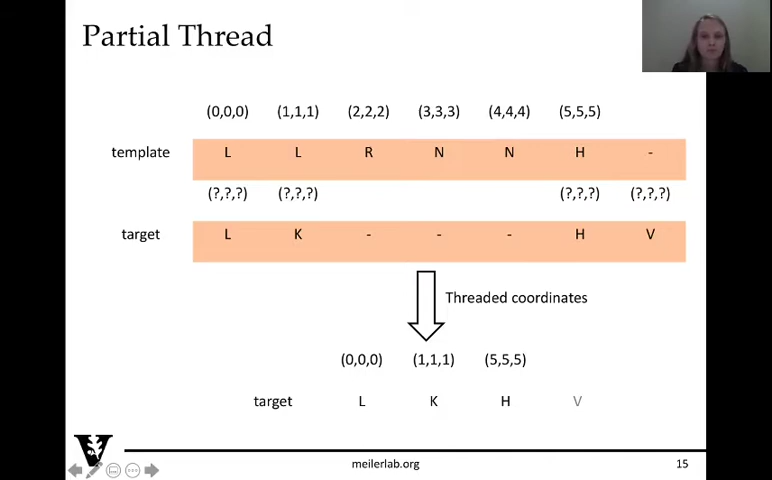 Partial Thread
(0,0,0) (1,1,1) (2,2,2) (3,3,3) (4,4,4) (5,5,5)
template L L R N N H -
(?,?,?) (?,?,?) (?,?,?) (?,?,?)
target L K - - - H V
Threaded coordinates
(0,0,0) (1,1,1) (5,5,5)
target L K H V
meilerlab.org 15